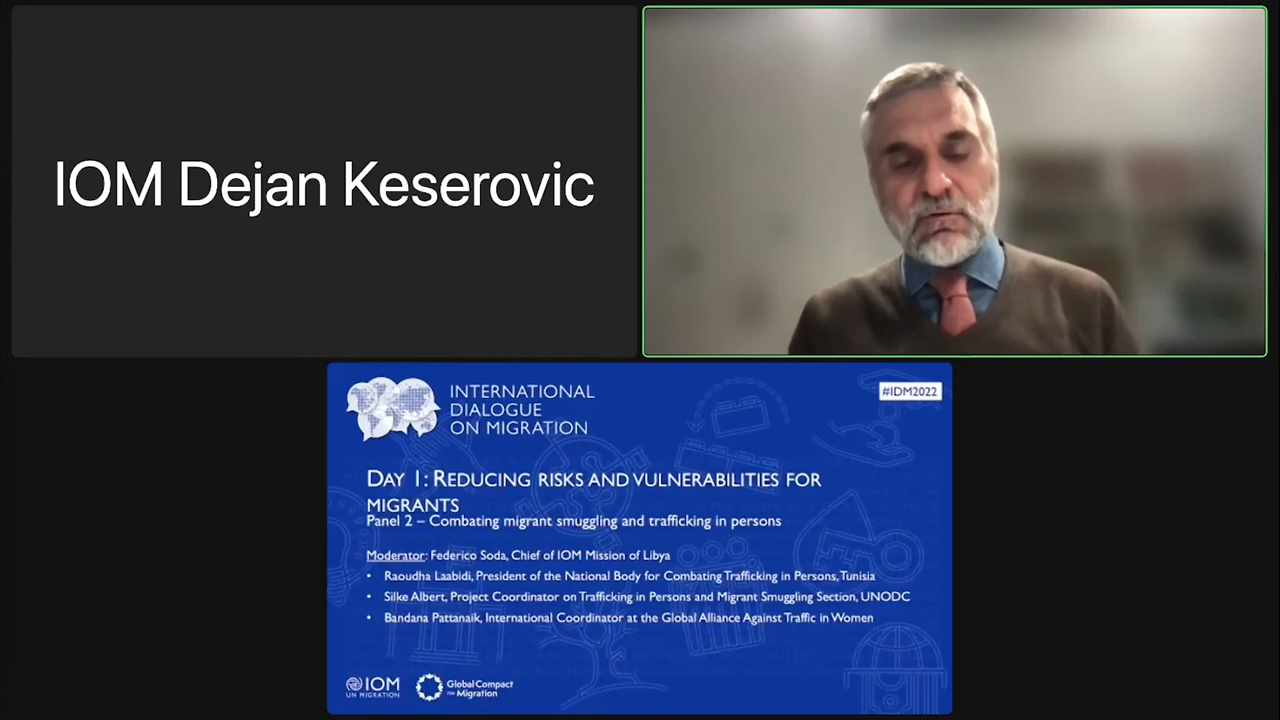 IOM Dejan Keserovic
INTERNATIONAL
DIALOGUE
ON MIGRATION
#IDM2022
DAY 1: REDUCING RISKS AND VULNERABILITIES FOR
MIGRANTS
Panel 2 – Combating migrant smuggling and trafficking in persons
Moderator: Federico Soda, Chief of IOM Mission of Libya
• Raoudha Laabidi, President of the National Body for Combating Trafficking in Persons, Tunisia
• Silke Albert, Project Coordinator on Trafficking in Persons and Migrant Smuggling Section, UNODC
• Bandana Pattanaik, International Coordinator at the Global Alliance Against Traffic in Women
IOM
UN MIGRATION
Global Compact
FOR Migration